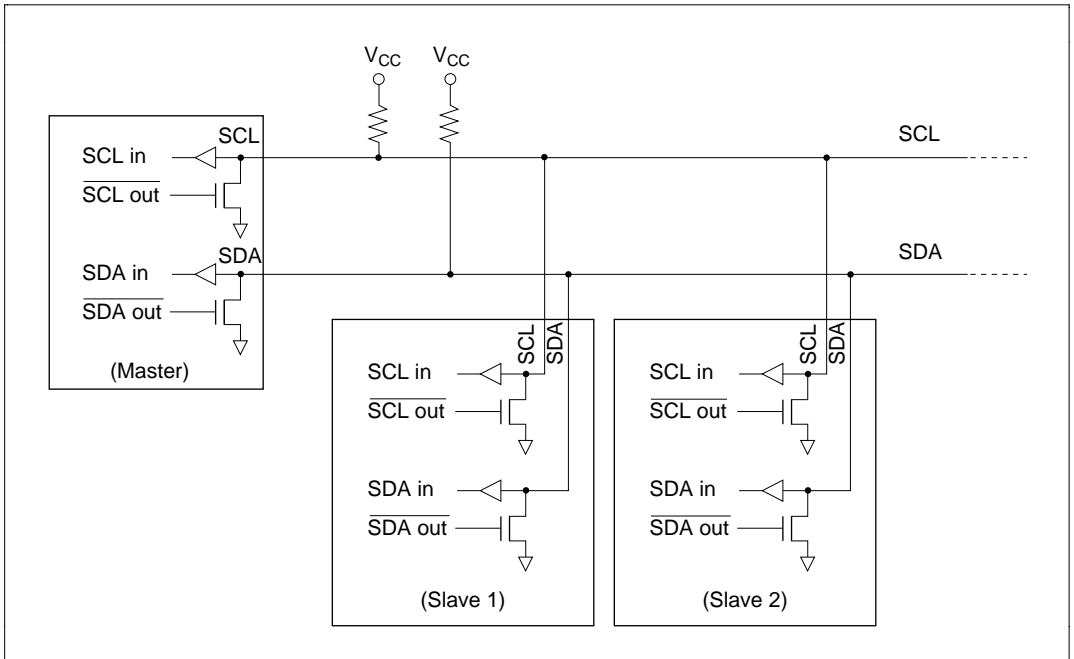 VCC VCC
SCL
SCL in
SCL out
SDA
SDA in
SDA out
(Master)
SCL
SDA
SCL SDA
SCL in
SCL out
SDA in
SDA out
(Slave 1)
SCL SDA
SCL in
SCL out
SDA in
SDA out
(Slave 2)